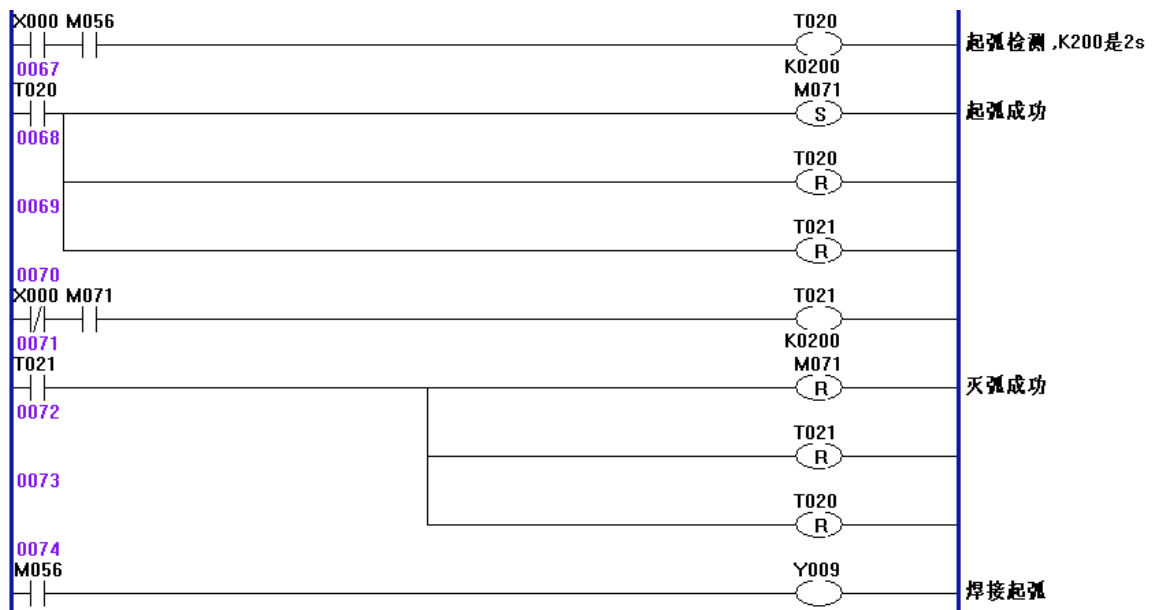 X000 M056 T020
起弧检测,K200是2s
0067 K0200
T020 M071
S 起弧成功
0068
T020
R
0069
T021
R
0070
X000 M071 T021
0071 K0200
T021 M071
R 灭弧成功
0072
T021
R
0073
T020
R
0074
M056 Y009
焊接起弧